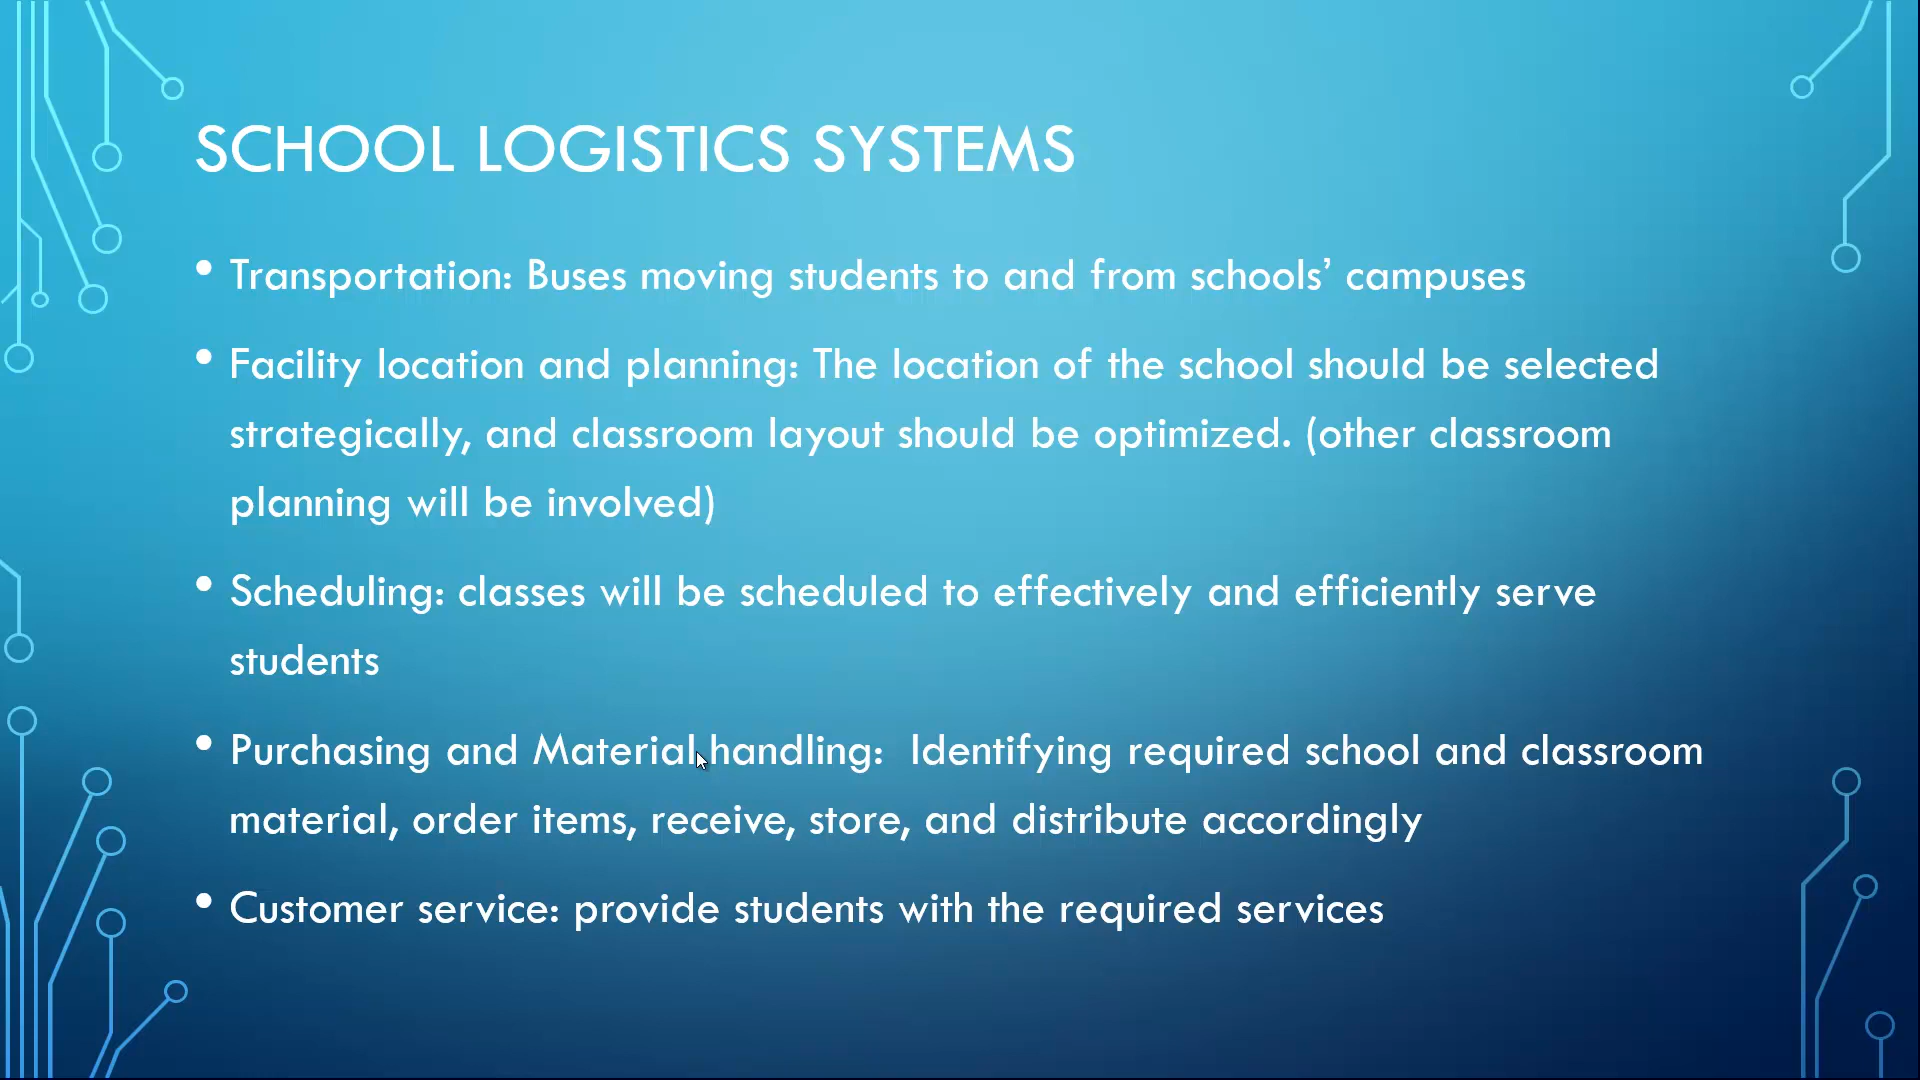 SCHOOL LOGISTICS SYSTEMS
• Transportation: Buses moving students to and from schools’ campuses
• Facility location and planning: The location of the school should be selected
strategically, and classroom layout should be optimized. (other classroom
planning will be involved)
• Scheduling: classes will be scheduled to effectively and efficiently serve
students
• Purchasing and Material handling:  Identifying required school and classroom
material, order items, receive, store, and distribute accordingly
• Customer service: provide students with the required services